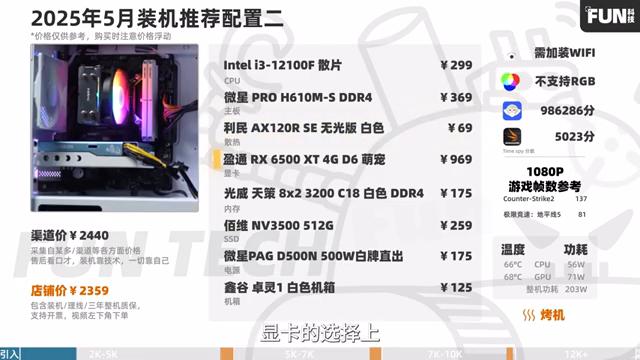 2025年5月装机推荐配置二
*价格仅供参考，购买时注意价格浮动
FUN科技
Intel i3-12100F 散片 ¥299
CPU
微星 PRO H610M-S DDR4 ¥369
主板
利民 AX120R SE 无光版 白色 ¥69
散热
盈通 RX 6500 XT 4G D6 萌宠 ¥969
显卡
光威 天策 8x2 3200 C18 白色 DDR4 ¥175
内存
佰维 NV3500 512G ¥259
SSD
微星PAG D500N 500W白牌直出 ¥175
电源
鑫谷 卓灵1 白色机箱 ¥125
机箱
需加装WIFI
不支持RGB
986286分
5023分
Time spy 分数
1080P
游戏帧数参考
Counter-Strike2 137
极限竞速：地平线5 81
温度 功耗
66°C CPU 56W
68°C GPU 71W
整机功耗 203W
烤机
渠道价 ¥2440
采集自某多/渠道等各方面价格
售后看口才，装机靠技术，一切靠自己
店铺价 ¥2359
包含装机/理线/三年整机质保，
支持开票，视频左下角下单
FUN TECH
显卡的选择上
引入 2K-5K 5K-7K 7K-10K 12K+